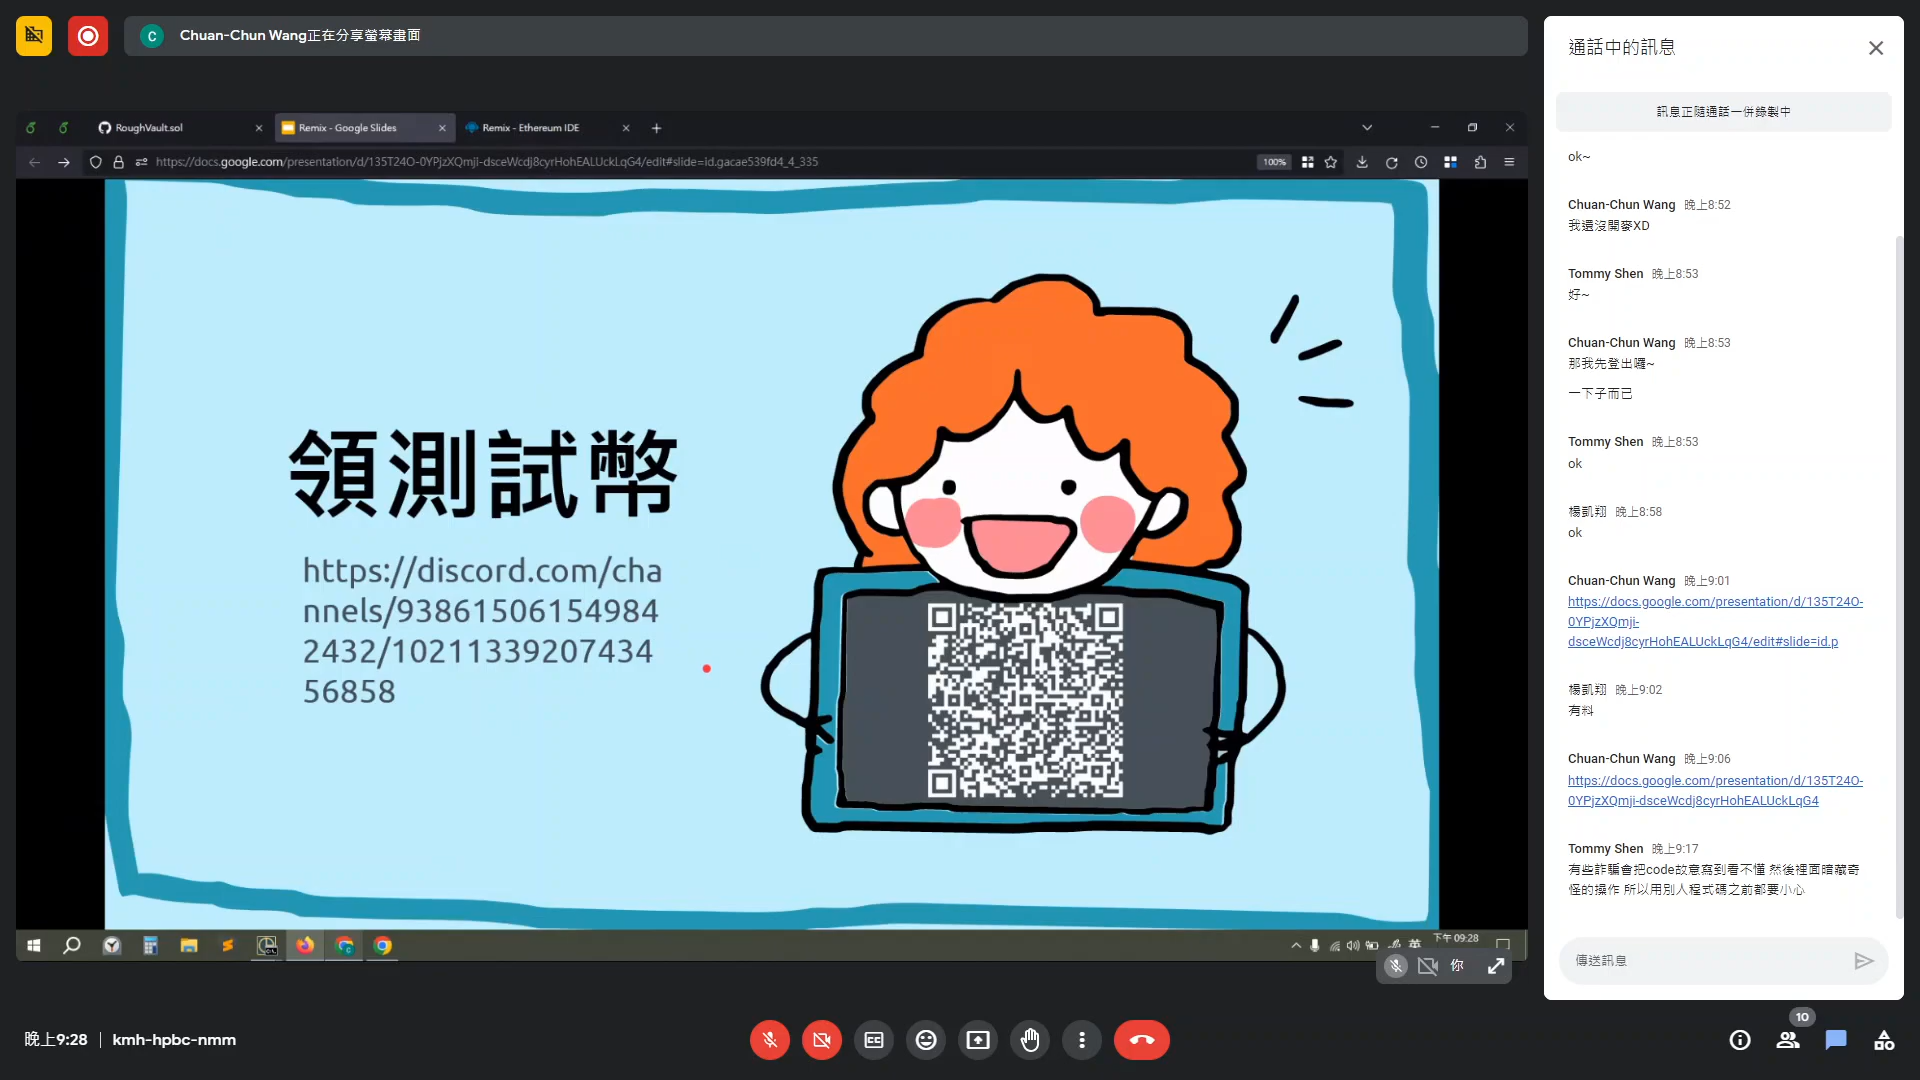 C
Chuan-Chun Wang正在分享螢幕畫面
RoughVault.sol
Remix - Google Slides
Remix - Ethereum IDE
https://docs.google.com/presentation/d/135T24O-0YPjzXQmji-dsceWcdj8cyrHohEALUckLqG4/edit#slide=id.gacae539fd4_4_335
100%
領測試幣
https://discord.com/cha
nnels/93861506154984
2432/10211339207434
56858
英
下午 09:28
你
通話中的訊息
訊息正隨通話一併錄製中
ok~
Chuan-Chun Wang 晚上8:52
我還沒開麥XD
Tommy Shen 晚上8:53
好~
Chuan-Chun Wang 晚上8:53
那我先登出囉~
一下子而已
Tommy Shen 晚上8:53
ok
楊凱翔 晚上8:58
ok
Chuan-Chun Wang 晚上9:01
https://docs.google.com/presentation/d/135T24O-
0YPjzXQmji-
dsceWcdj8cyrHohEALUckLqG4/edit#slide=id.p
楊凱翔 晚上9:02
有料
Chuan-Chun Wang 晚上9:06
https://docs.google.com/presentation/d/135T24O-
0YPjzXQmji-dsceWcdj8cyrHohEALUckLqG4
Tommy Shen 晚上9:17
有些詐騙會把code故意寫到看不懂 然後裡面暗藏奇
怪的操作 所以用別人程式碼之前都要小心
傳送訊息
晚上9:28 | kmh-hpbc-nmm
10